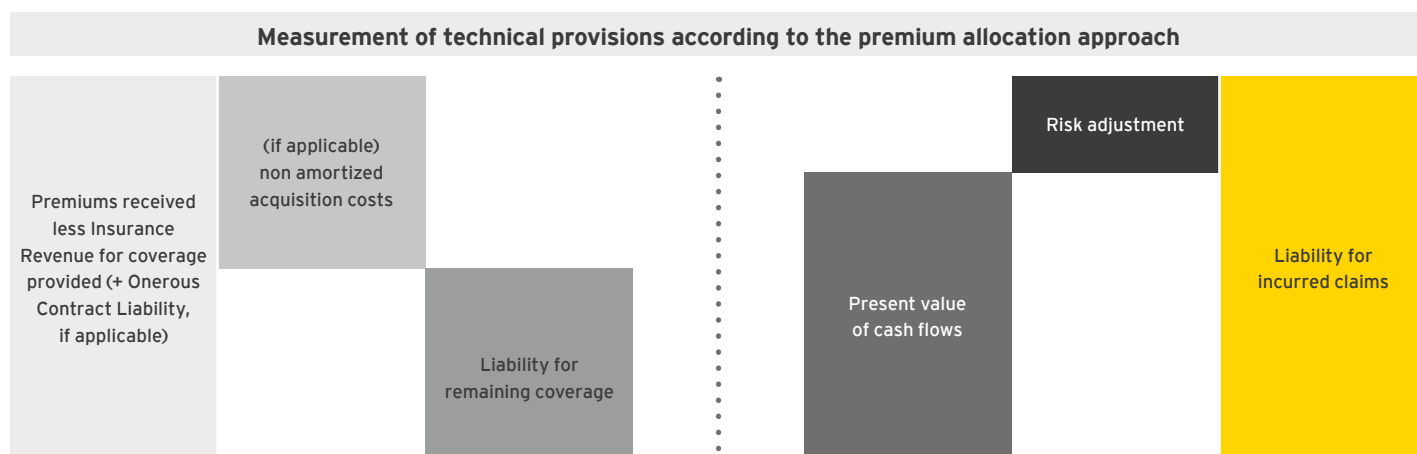 Measurement of technical provisions according to the premium allocation approach
Premiums received
less Insurance
Revenue for coverage
provided (+ Onerous
Contract Liability,
if applicable)
(if applicable)
non amortized
acquisition costs
Liability for
remaining coverage
Present value
of cash flows
Risk adjustment
Liability for
incurred claims